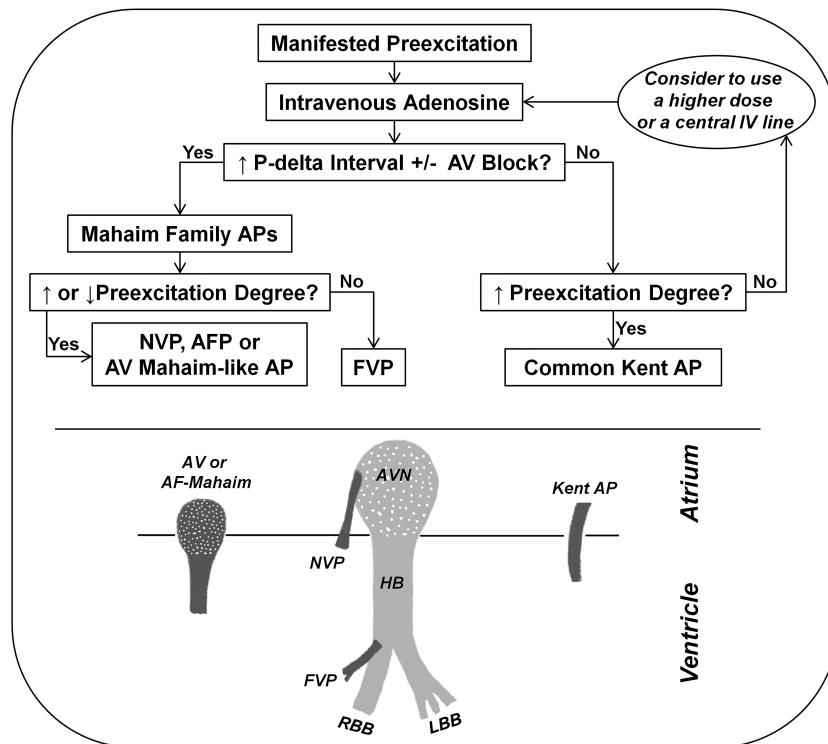 Manifested Preexcitation
Intravenous Adenosine
Consider to use
a higher dose
or a central IV line
Yes
↑ P-delta Interval +/- AV Block?
No
Mahaim Family APs
↑ or ↓Preexcitation Degree?
No
↑ Preexcitation Degree?
No
Yes
NVP, AFP or
AV Mahaim-like AP
FVP
Yes
Common Kent AP
AV or
AF-Mahaim
AVN
Kent AP
Atrium
NVP
HB
Ventricle
FVP
RBB
LBB